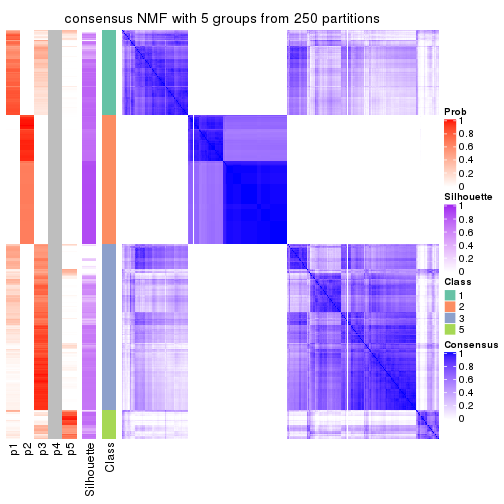 consensus NMF with 5 groups from 250 partitions
Prob
1
0.8
0.6
0.4
0.2
0
Silhouette
1
0.8
0.6
0.4
0.2
0
Class
1
2
3
5
Consensus
1
0.8
0.6
0.4
0.2
0
p1
p2
p3
p4
p5
Silhouette
Class